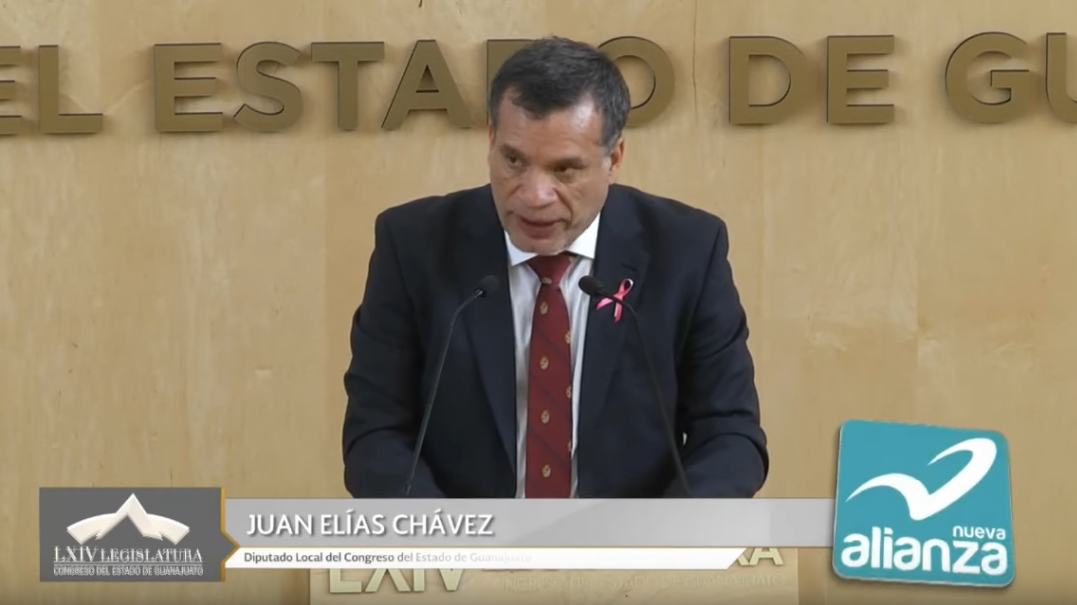 EL ESTADO DE GU
JUAN ELÍAS CHÁVEZ
Diputado Local del Congreso del Estado de Guanajuato
LXIV LEGISLATURA
CONGRESO DEL ESTADO DE GUANAJUATO
nueva
alianza
LXIV